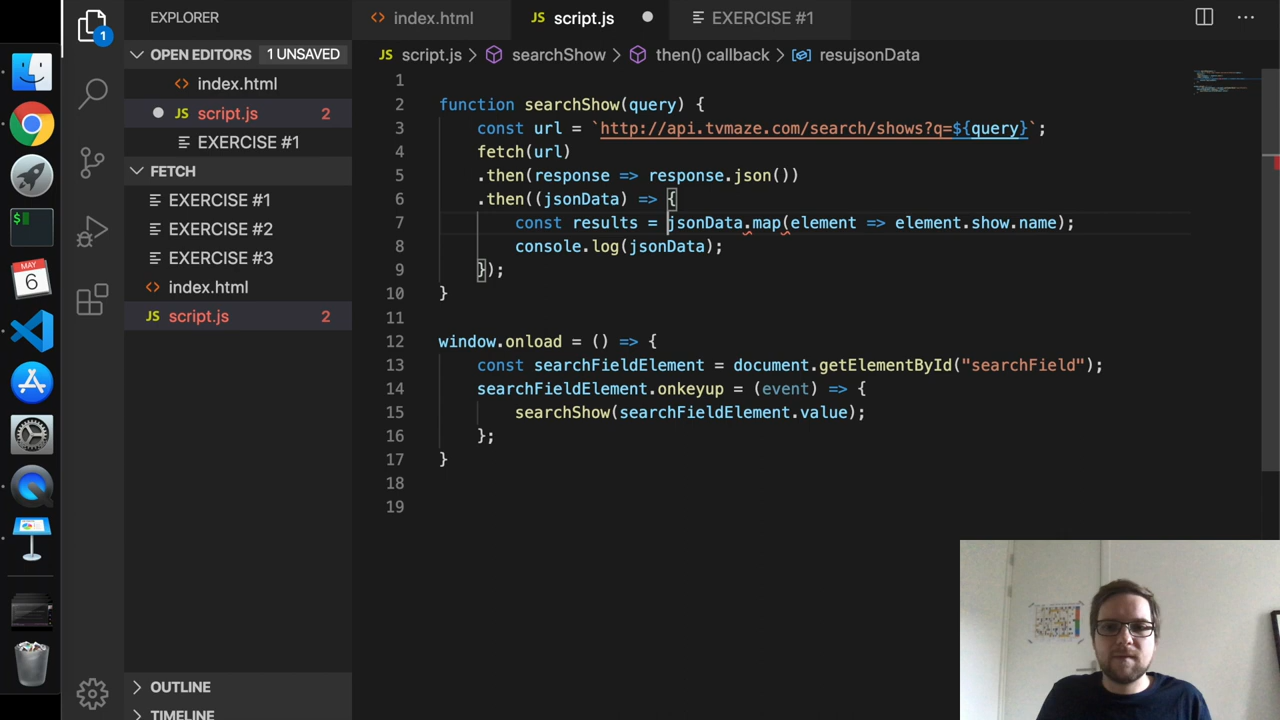 EXPLORER
OPEN EDITORS 1 UNSAVED
index.html
JS script.js 2
EXERCISE #1
FETCH
EXERCISE #1
EXERCISE #2
EXERCISE #3
index.html
JS script.js 2
OUTLINE
TIMELINE
1
$
MAY
6
index.html
JS script.js
EXERCISE #1
JS script.js > searchShow > then() callback > resujsonData
1
2 function searchShow(query) {
3 const url = `http://api.tvmaze.com/search/shows?q=${query}`;
4 fetch(url)
5 .then(response => response.json())
6 .then((jsonData) => {
7 const results = jsonData.map(element => element.show.name);
8 console.log(jsonData);
9 });
10 }
11
12 window.onload = () => {
13 const searchFieldElement = document.getElementById("searchField");
14 searchFieldElement.onkeyup = (event) => {
15 searchShow(searchFieldElement.value);
16 };
17 }
18
19